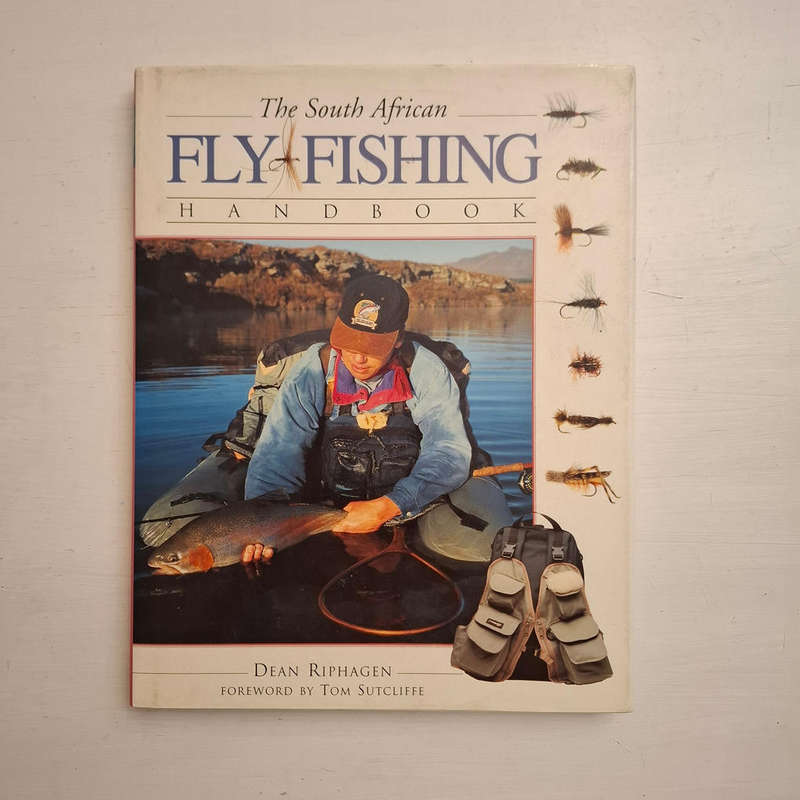 The South African
FLY FISHING
HANDBOOK
DEAN RIPHAGEN
FOREWORD BY TOM SUTCLIFFE